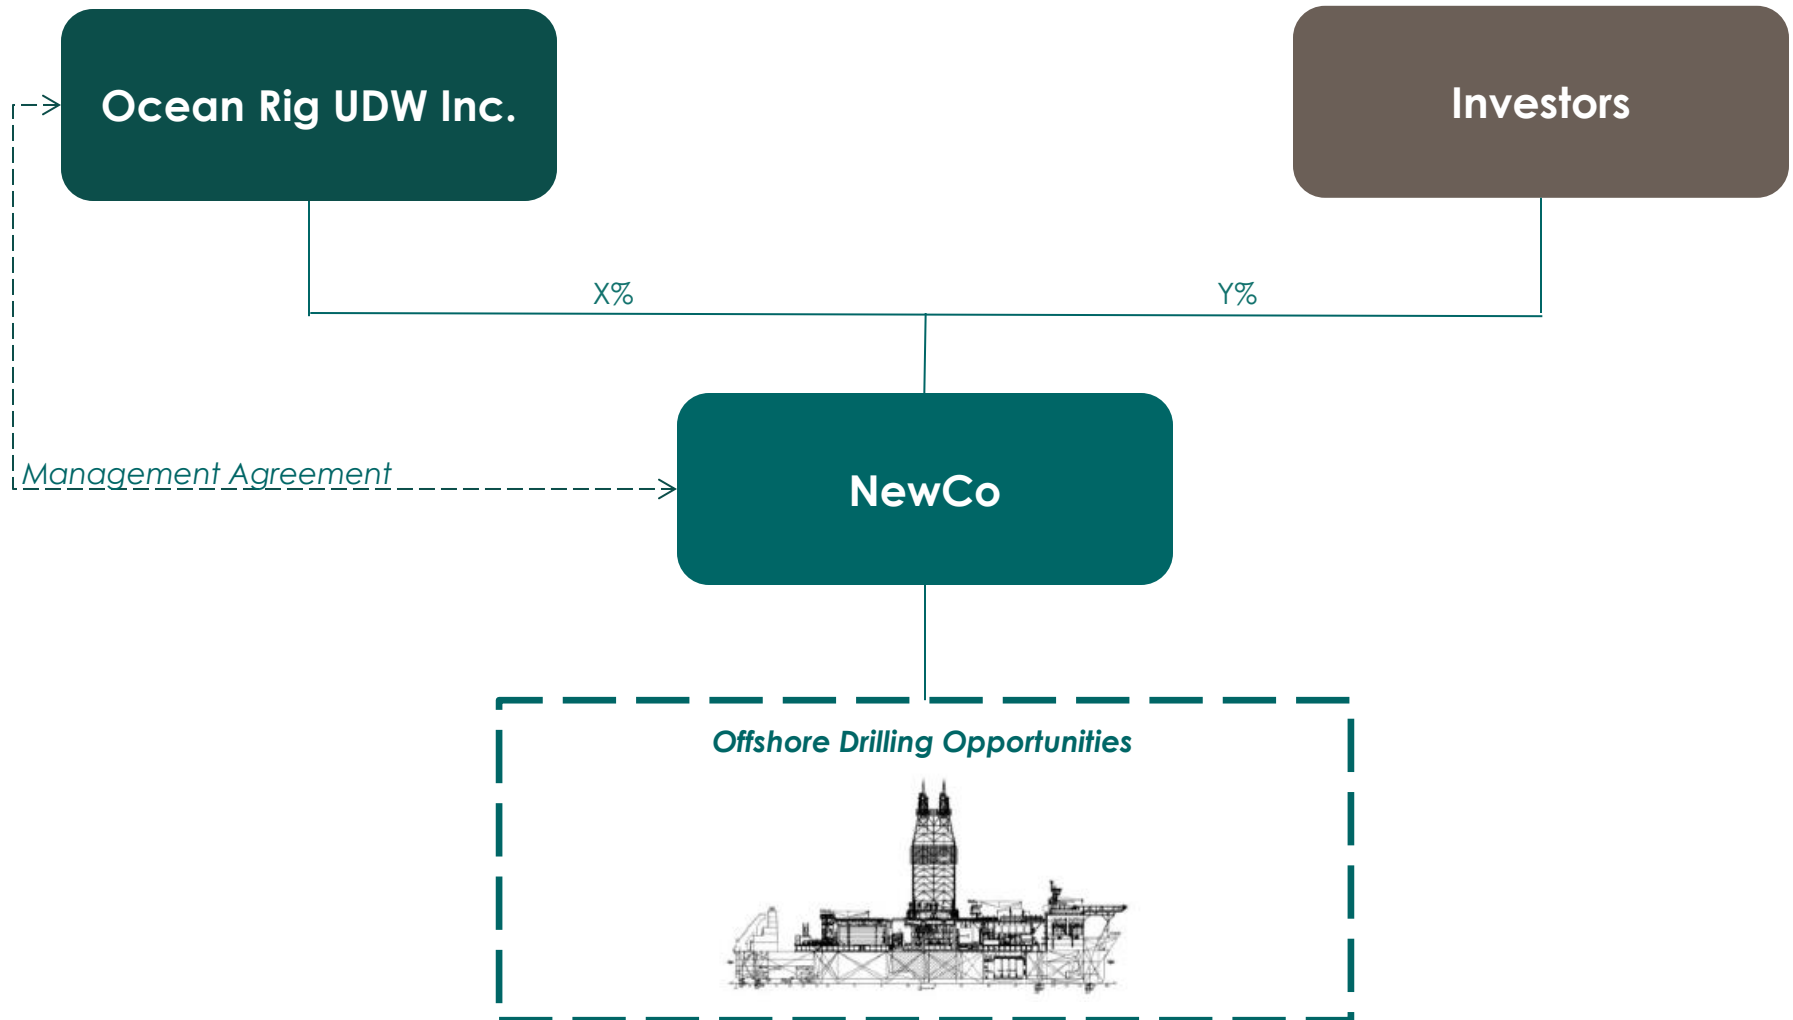 Ocean Rig UDW Inc.
Investors
X%
Y%
Management Agreement
NewCo
Offshore Drilling Opportunities